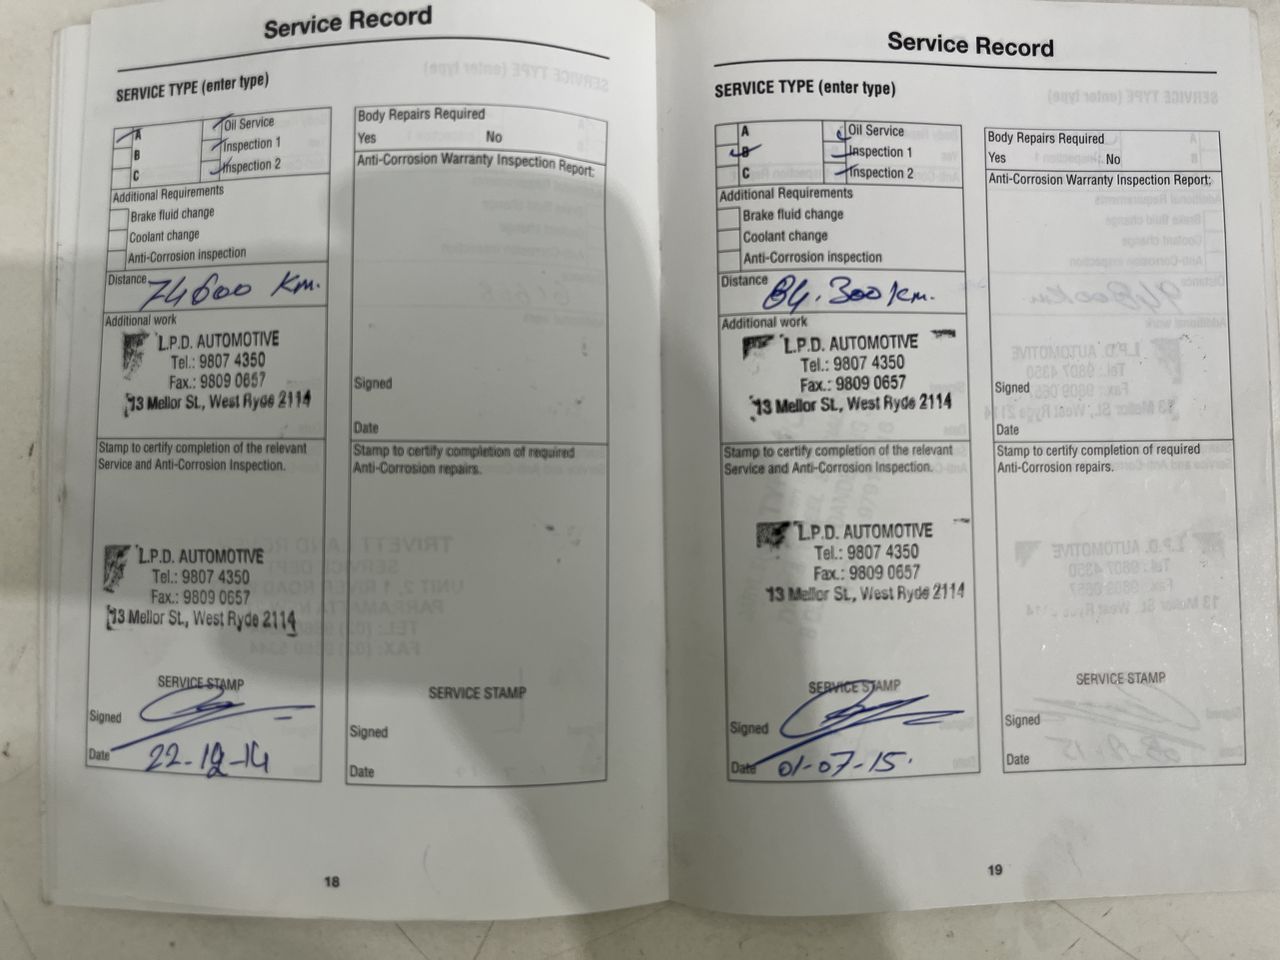 Service Record
SERVICE TYPE (enter type)
A
B
C
Oil Service
Inspection 1
Inspection 2
Additional Requirements
Brake fluid change
Coolant change
Anti-Corrosion inspection
Distance 74600 Km.
Additional work
L.P.D. AUTOMOTIVE
Tel.: 9807 4350
Fax.: 9809 0657
13 Mellor St., West Ryde 2114
Stamp to certify completion of the relevant
Service and Anti-Corrosion Inspection.
L.P.D. AUTOMOTIVE
Tel.: 9807 4350
Fax.: 9809 0657
13 Mellor St., West Ryde 2114
SERVICE STAMP
Signed
Date 22-12-14
Body Repairs Required
Yes No
Anti-Corrosion Warranty Inspection Report:
Signed
Date
Stamp to certify completion of required
Anti-Corrosion repairs.
SERVICE STAMP
Signed
Date
18
Service Record
SERVICE TYPE (enter type)
A
B
C
Oil Service
Inspection 1
Inspection 2
Additional Requirements
Brake fluid change
Coolant change
Anti-Corrosion inspection
Distance 84.300 km.
Additional work
L.P.D. AUTOMOTIVE
Tel.: 9807 4350
Fax.: 9809 0657
13 Mellor St., West Ryde 2114
Stamp to certify completion of the relevant
Service and Anti-Corrosion Inspection.
L.P.D. AUTOMOTIVE
Tel.: 9807 4350
Fax.: 9809 0657
13 Mellor St., West Ryde 2114
SERVICE STAMP
Signed
Date 01-07-15.
Body Repairs Required
Yes No
Anti-Corrosion Warranty Inspection Report:
Signed
Date
Stamp to certify completion of required
Anti-Corrosion repairs.
SERVICE STAMP
Signed
Date
19